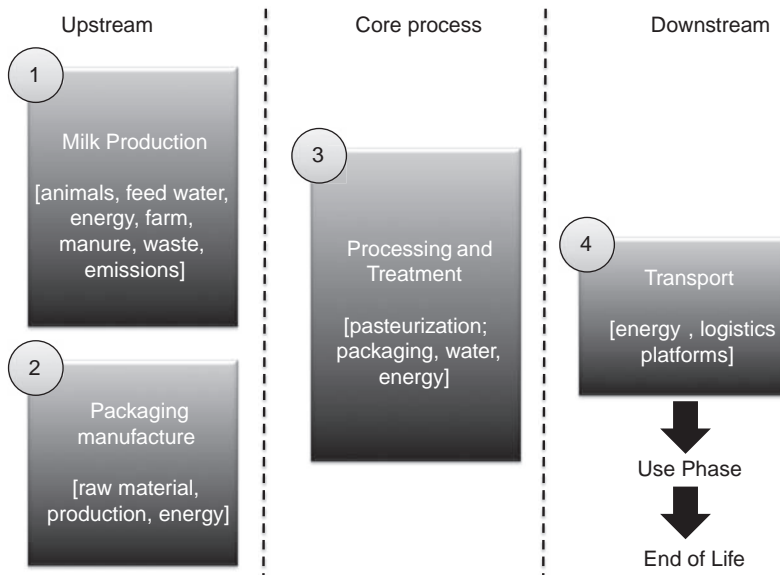 Upstream
Core process
Downstream
1
Milk Production
[animals, feed water,
energy, farm,
manure, waste,
emissions]
2
Packaging
manufacture
[raw material,
production, energy]
3
Processing and
Treatment
[pasteurization;
packaging, water,
energy]
4
Transport
[energy , logistics
platforms]
Use Phase
End of Life